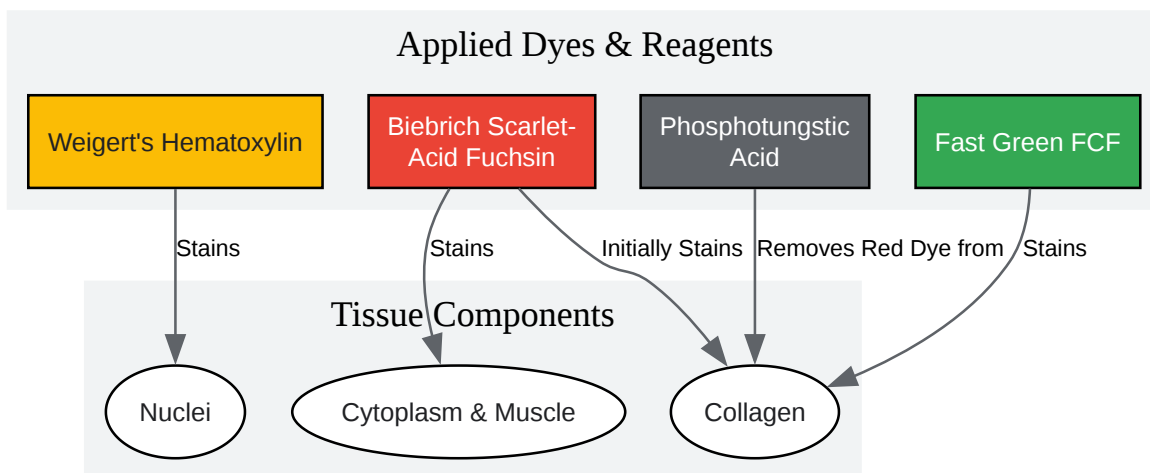 Applied Dyes & Reagents
Weigert's Hematoxylin
Biebrich Scarlet-
Acid Fuchsin
Phosphotungstic
Acid
Fast Green FCF
Stains
Stains
Initially Stains
Removes Red Dye from
Stains
Tissue Components
Nuclei
Cytoplasm & Muscle
Collagen